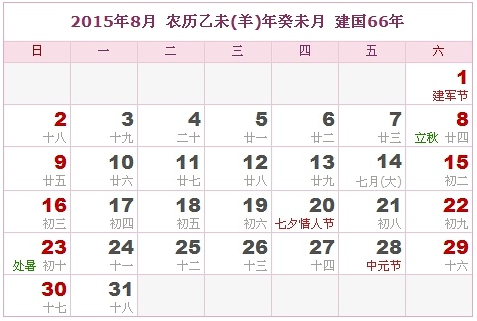 2015年8月 农历乙未(羊)年癸未月 建国66年
日 一 二 三 四 五 六
1
建军节
2 3 4 5 6 7 8
十八 十九 二十 廿一 廿二 廿三 立秋 廿四
9 10 11 12 13 14 15
廿五 廿六 廿七 廿八 廿九 七月(大) 初二
16 17 18 19 20 21 22
初三 初四 初五 初六 七夕情人节 初八 初九
23 24 25 26 27 28 29
处暑 初十 十一 十二 十三 十四 中元节 十六
30 31
十七 十八